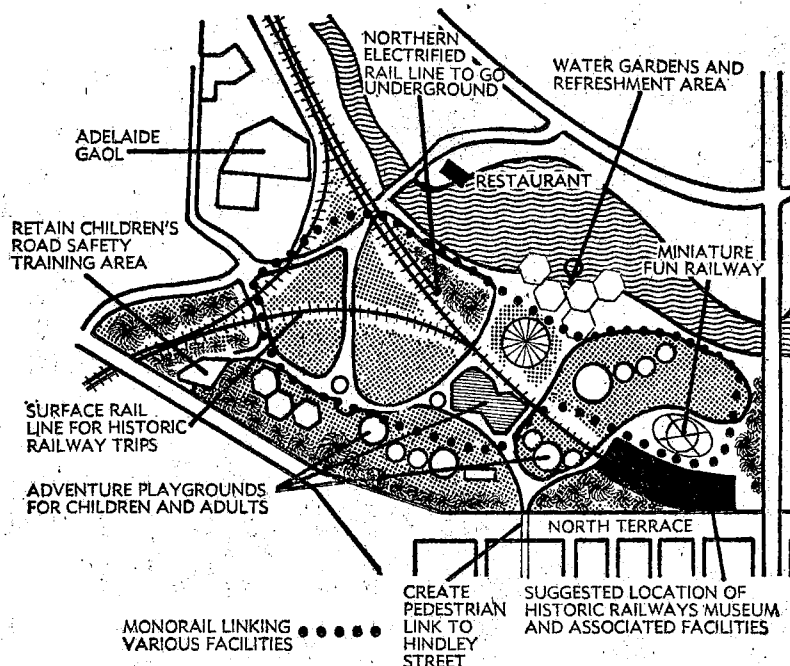 NORTHERN
ELECTRIFIED
RAIL LINE TO GO
UNDERGROUND
WATER GARDENS AND
REFRESHMENT AREA
ADELAIDE
GAOL
RESTAURANT
RETAIN CHILDREN'S
ROAD SAFETY
TRAINING AREA
MINIATURE
FUN RAILWAY
SURFACE RAIL
LINE FOR HISTORIC
RAILWAY TRIPS
ADVENTURE PLAYGROUNDS
FOR CHILDREN AND ADULTS
NORTH TERRACE
CREATE
PEDESTRIAN
LINK TO
HINDLEY
STREET
SUGGESTED LOCATION OF
HISTORIC RAILWAYS MUSEUM
AND ASSOCIATED FACILITIES
MONORAIL LINKING
VARIOUS FACILITIES